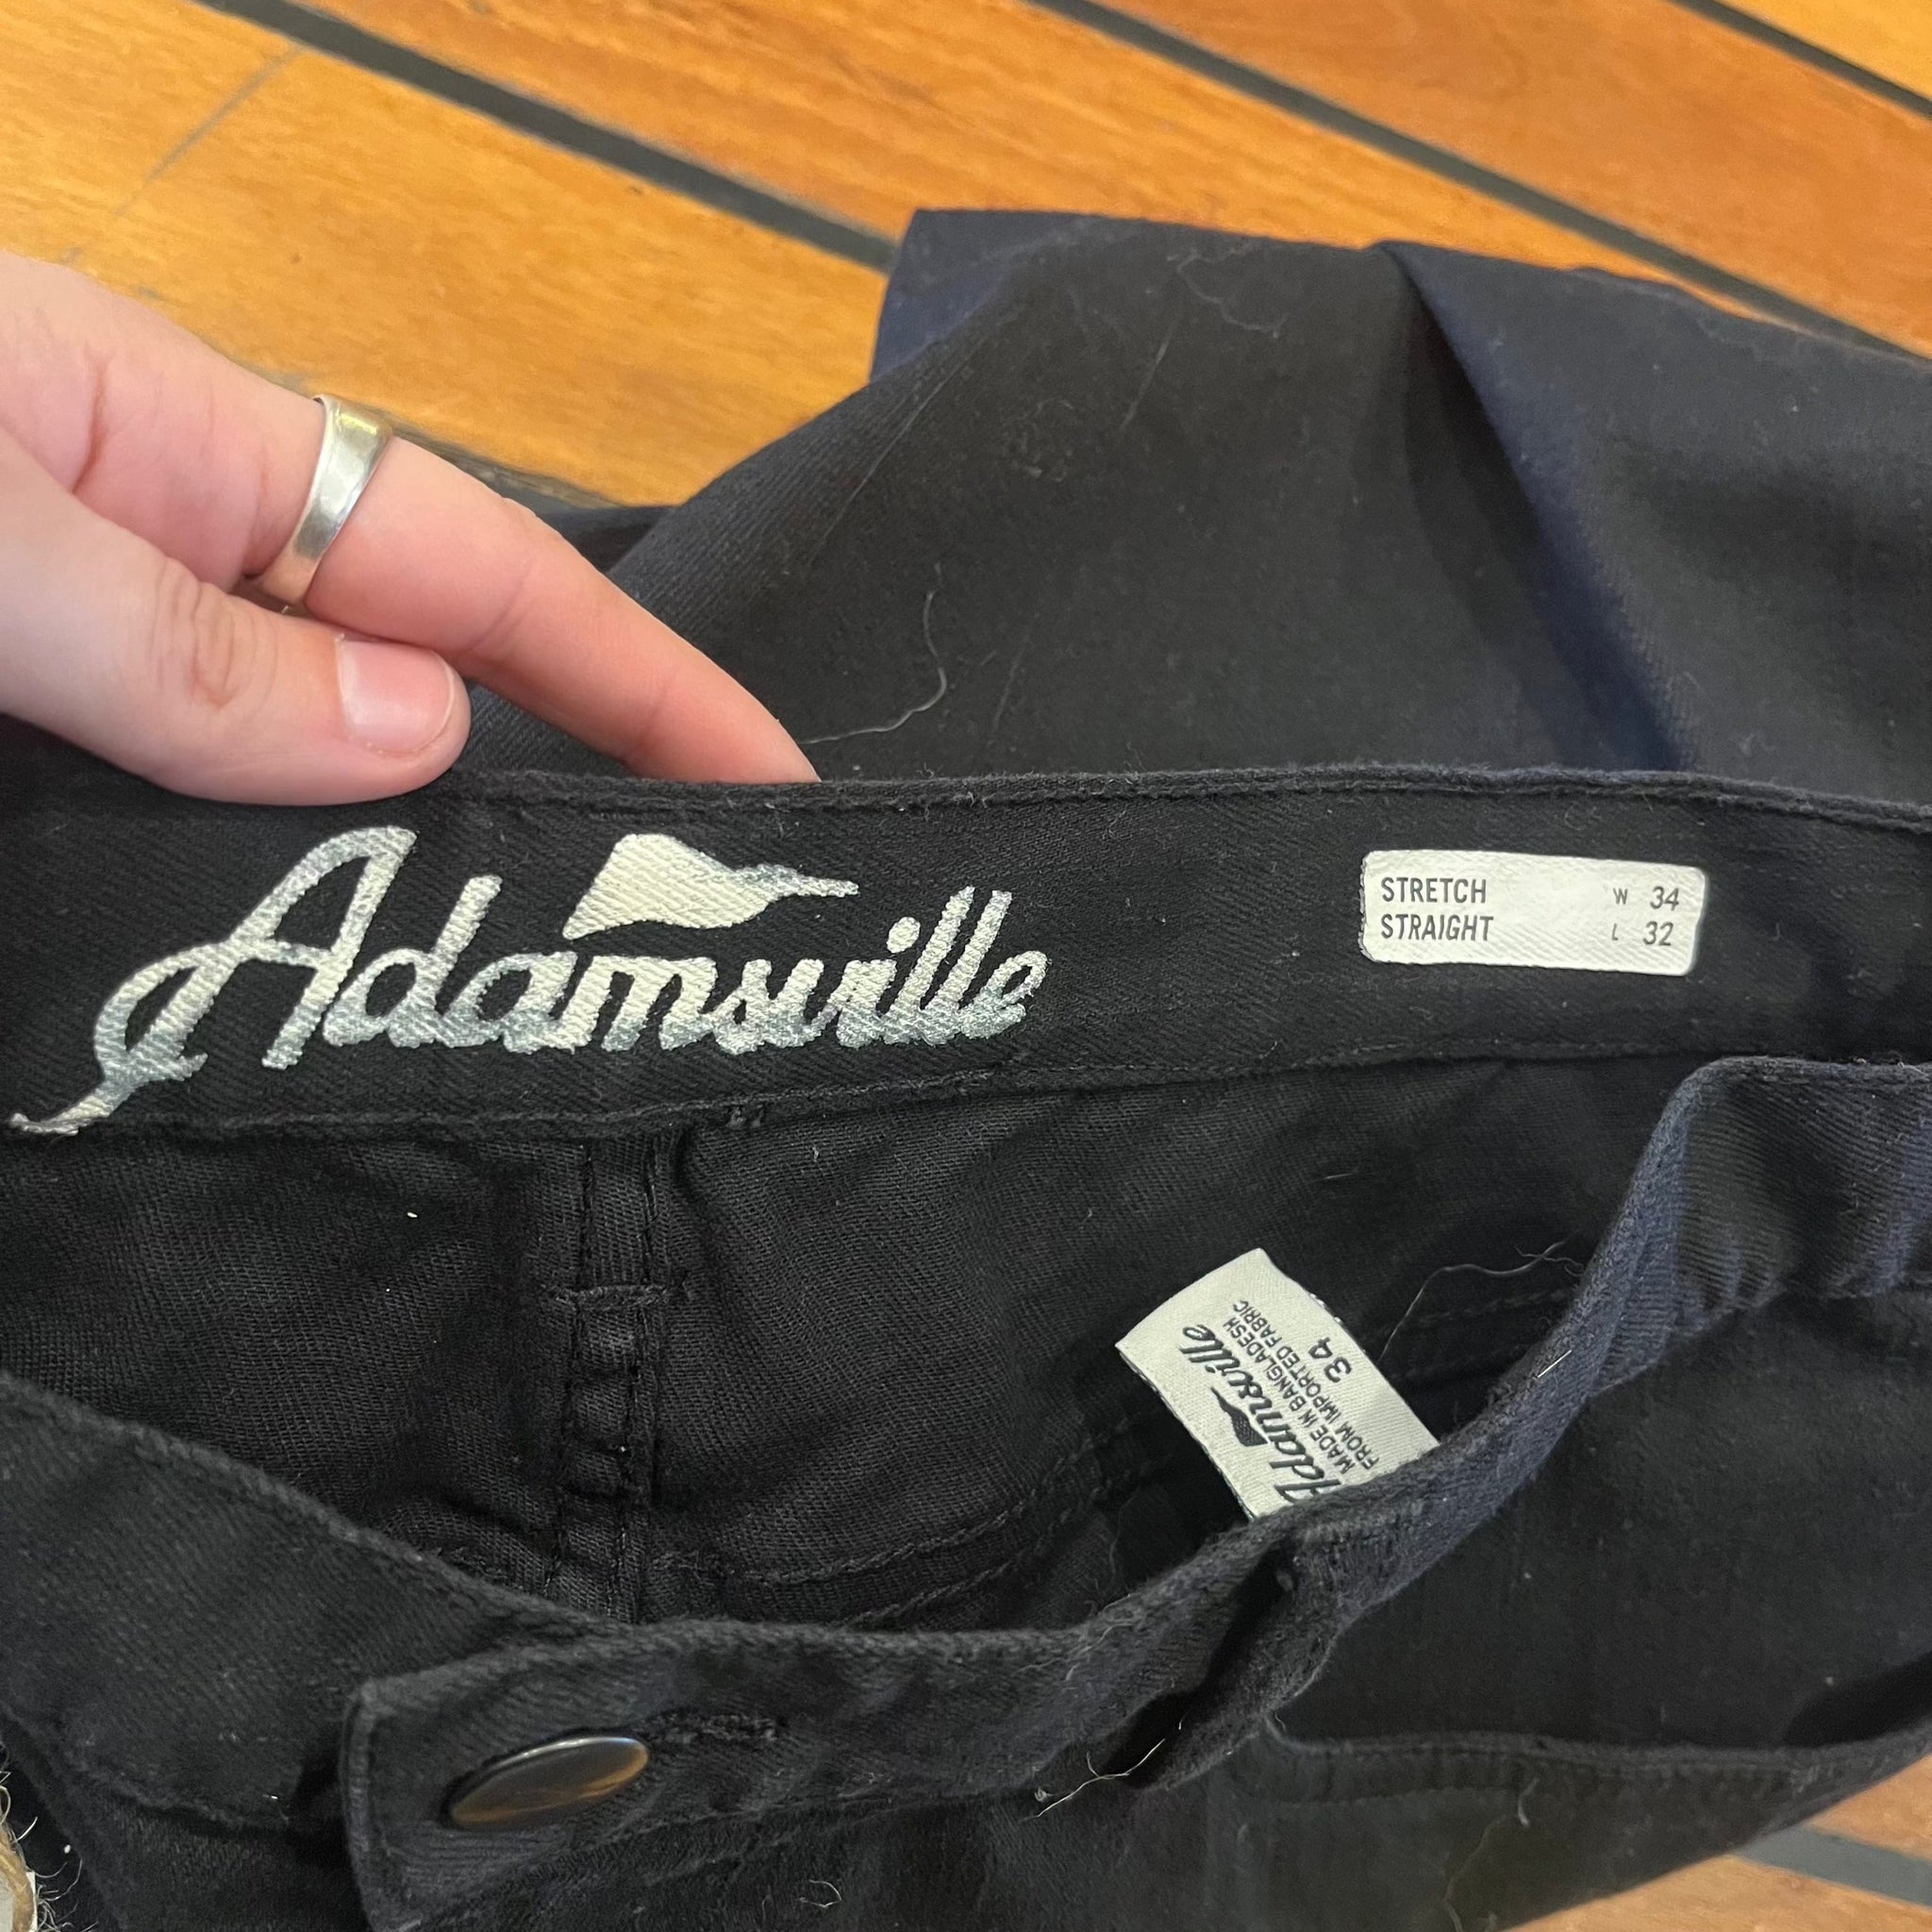 Adamsville
STRETCH W 34
STRAIGHT L 32
Adamsville
MADE IN BANGLADESH
FROM IMPORTED FABRIC
34